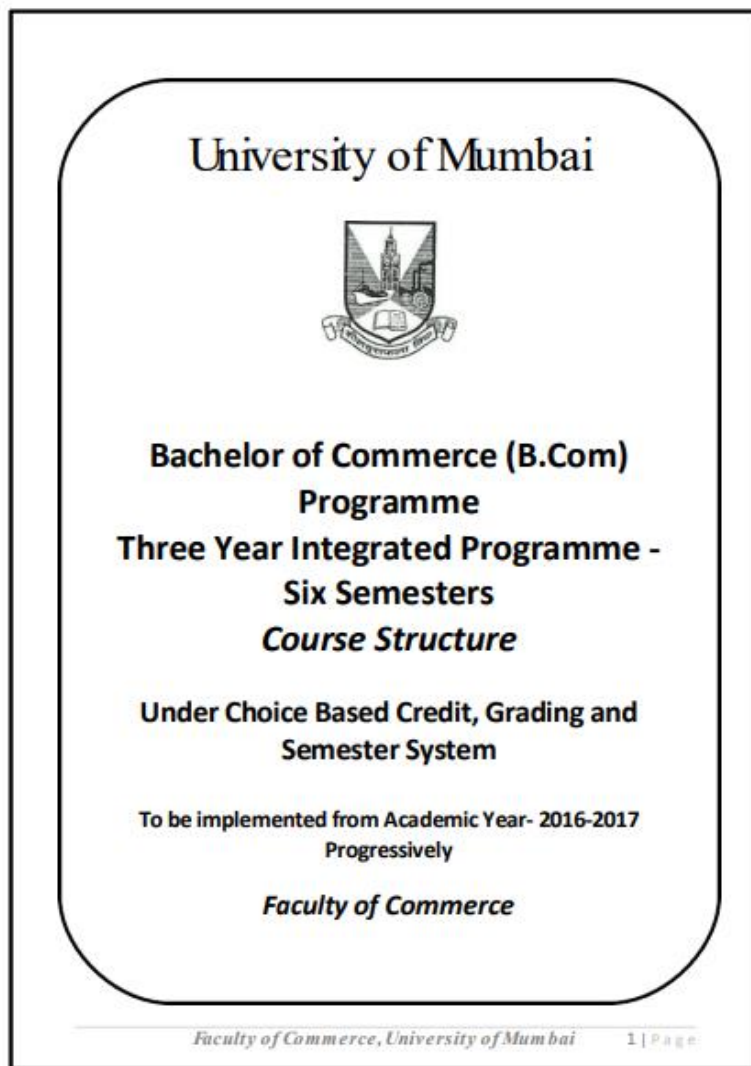 University of Mumbai
Bachelor of Commerce (B.Com)
Programme
Three Year Integrated Programme -
Six Semesters
Course Structure
Under Choice Based Credit, Grading and
Semester System
To be implemented from Academic Year- 2016-2017
Progressively
Faculty of Commerce
Faculty of Commerce, University of Mumbai 1 | Page